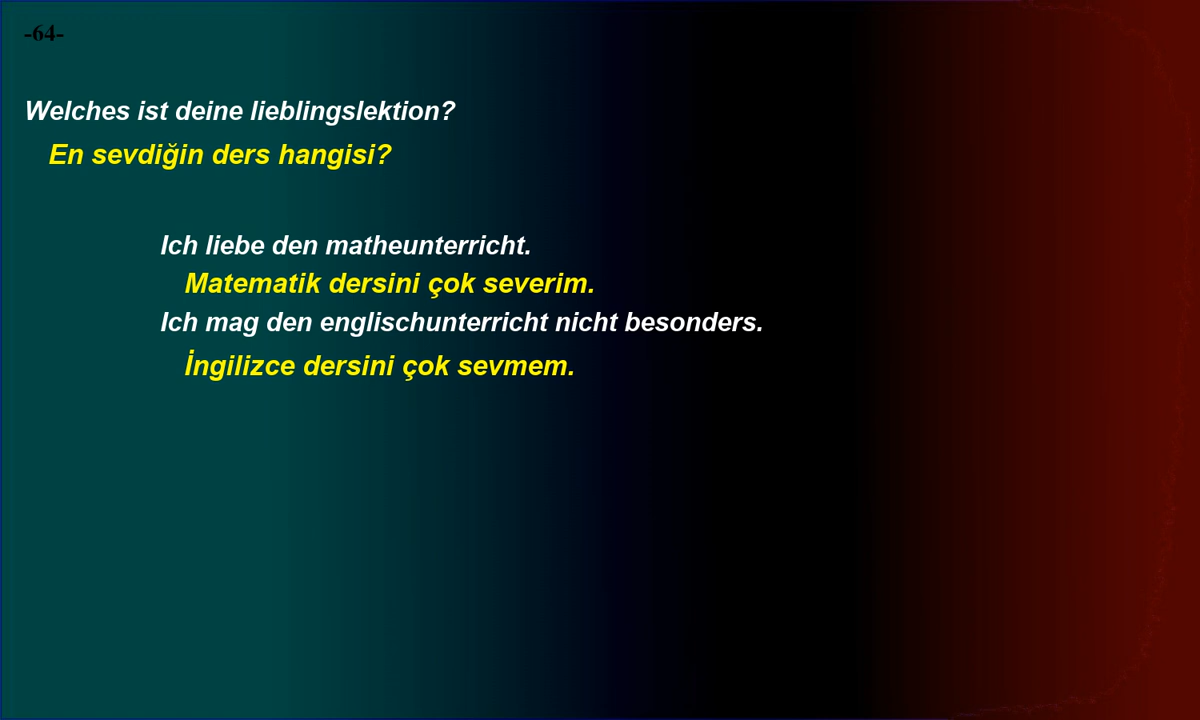 -64-
Welches ist deine lieblingslektion?
En sevdiğin ders hangisi?
Ich liebe den matheunterricht.
Matematik dersini çok severim.
Ich mag den englischunterricht nicht besonders.
İngilizce dersini çok sevmem.